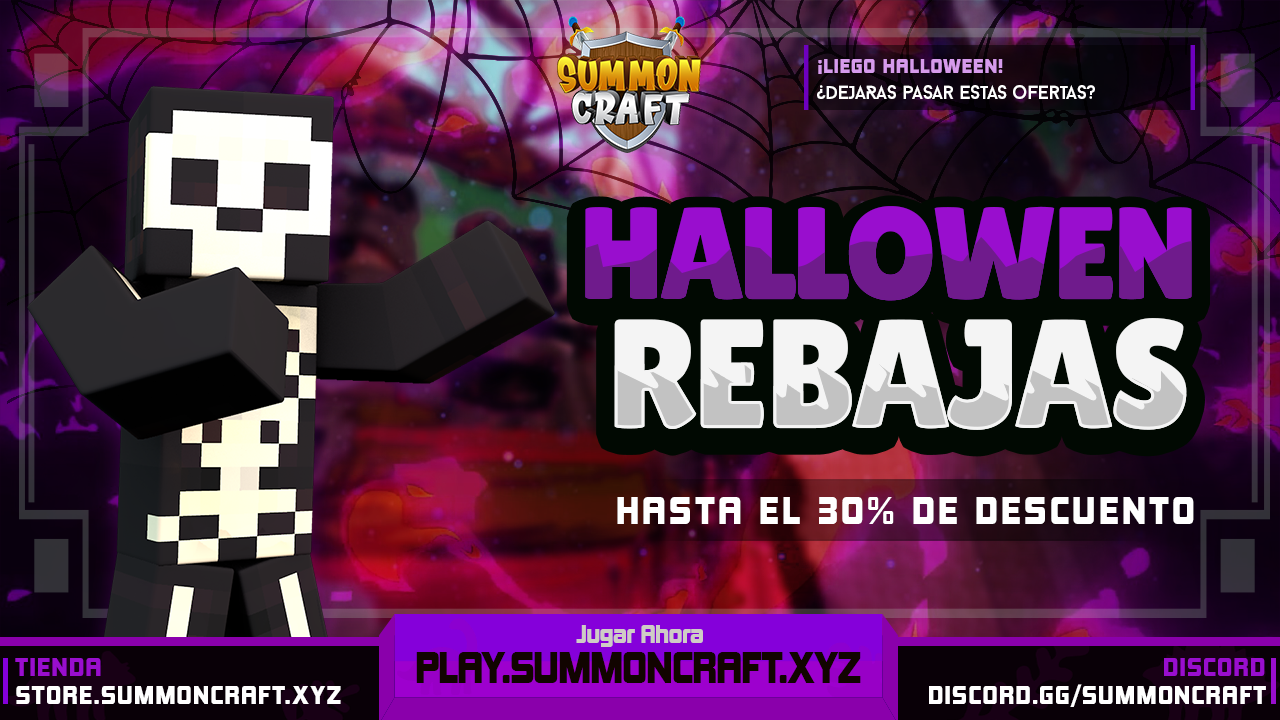 SUMMON
CRAFT
¡LIEGO HALLOWEEN!
¿DEJARAS PASAR ESTAS OFERTAS?
HALLOWEN
REBAJAS
HASTA EL 30% DE DESCUENTO
Jugar Ahora
PLAY.SUMMONCRAFT.XYZ
TIENDA
STORE.SUMMONCRAFT.XYZ
DISCORD
DISCORD.GG/SUMMONCRAFT